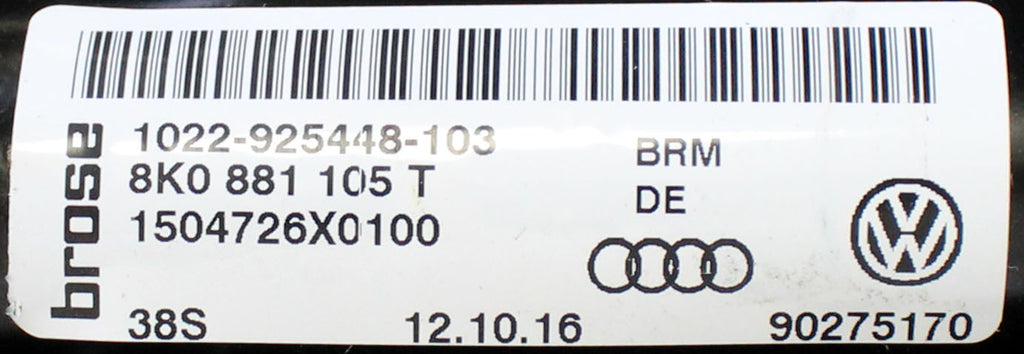 brose
1022-925448-103
8K0 881 105 T
1504726X0100
BRM
DE
38S
12.10.16
90275170